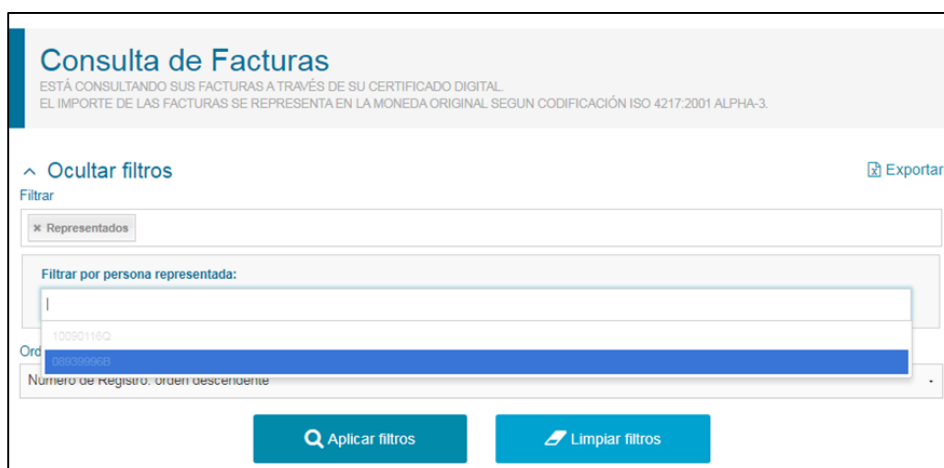 Consulta de Facturas
ESTÁ CONSULTANDO SUS FACTURAS A TRAVÉS DE SU CERTIFICADO DIGITAL.
EL IMPORTE DE LAS FACTURAS SE REPRESENTA EN LA MONEDA ORIGINAL SEGUN CODIFICACIÓN ISO 4217:2001 ALPHA-3.
Ocultar filtros
Exportar
Filtrar
× Representados
Filtrar por persona representada:
10090116Q
08939996B
Ord
Número de Registro: orden descendente
Aplicar filtros
Limpiar filtros